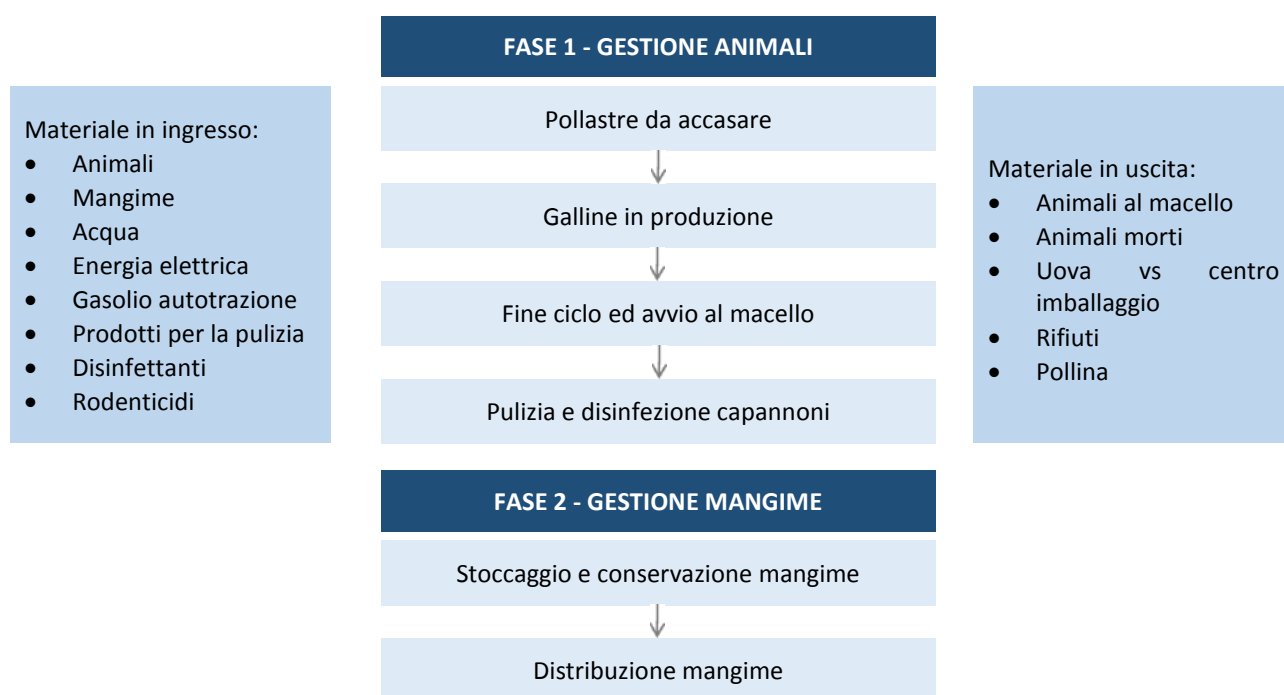 FASE 1 - GESTIONE ANIMALI
Materiale in ingresso:
• Animali
• Mangime
• Acqua
• Energia elettrica
• Gasolio autotrazione
• Prodotti per la pulizia
• Disinfettanti
• Rodenticidi
Pollastre da accasare
Galline in produzione
Fine ciclo ed avvio al macello
Pulizia e disinfezione capannoni
Materiale in uscita:
• Animali al macello
• Animali morti
• Uova vs centro
imballaggio
• Rifiuti
• Pollina
FASE 2 - GESTIONE MANGIME
Stoccaggio e conservazione mangime
Distribuzione mangime